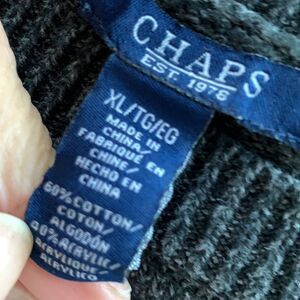 CHAPS
EST. 1978
XL/TG/EG
MADE IN
CHINA
FABRIQUÉ EN
CHINE/
HECHO EN
CHINA
60% COTTON/
COTON/
ALGODÓN
40% ACRYLIC/
ACRYLIQUE/
ACRÍLICO